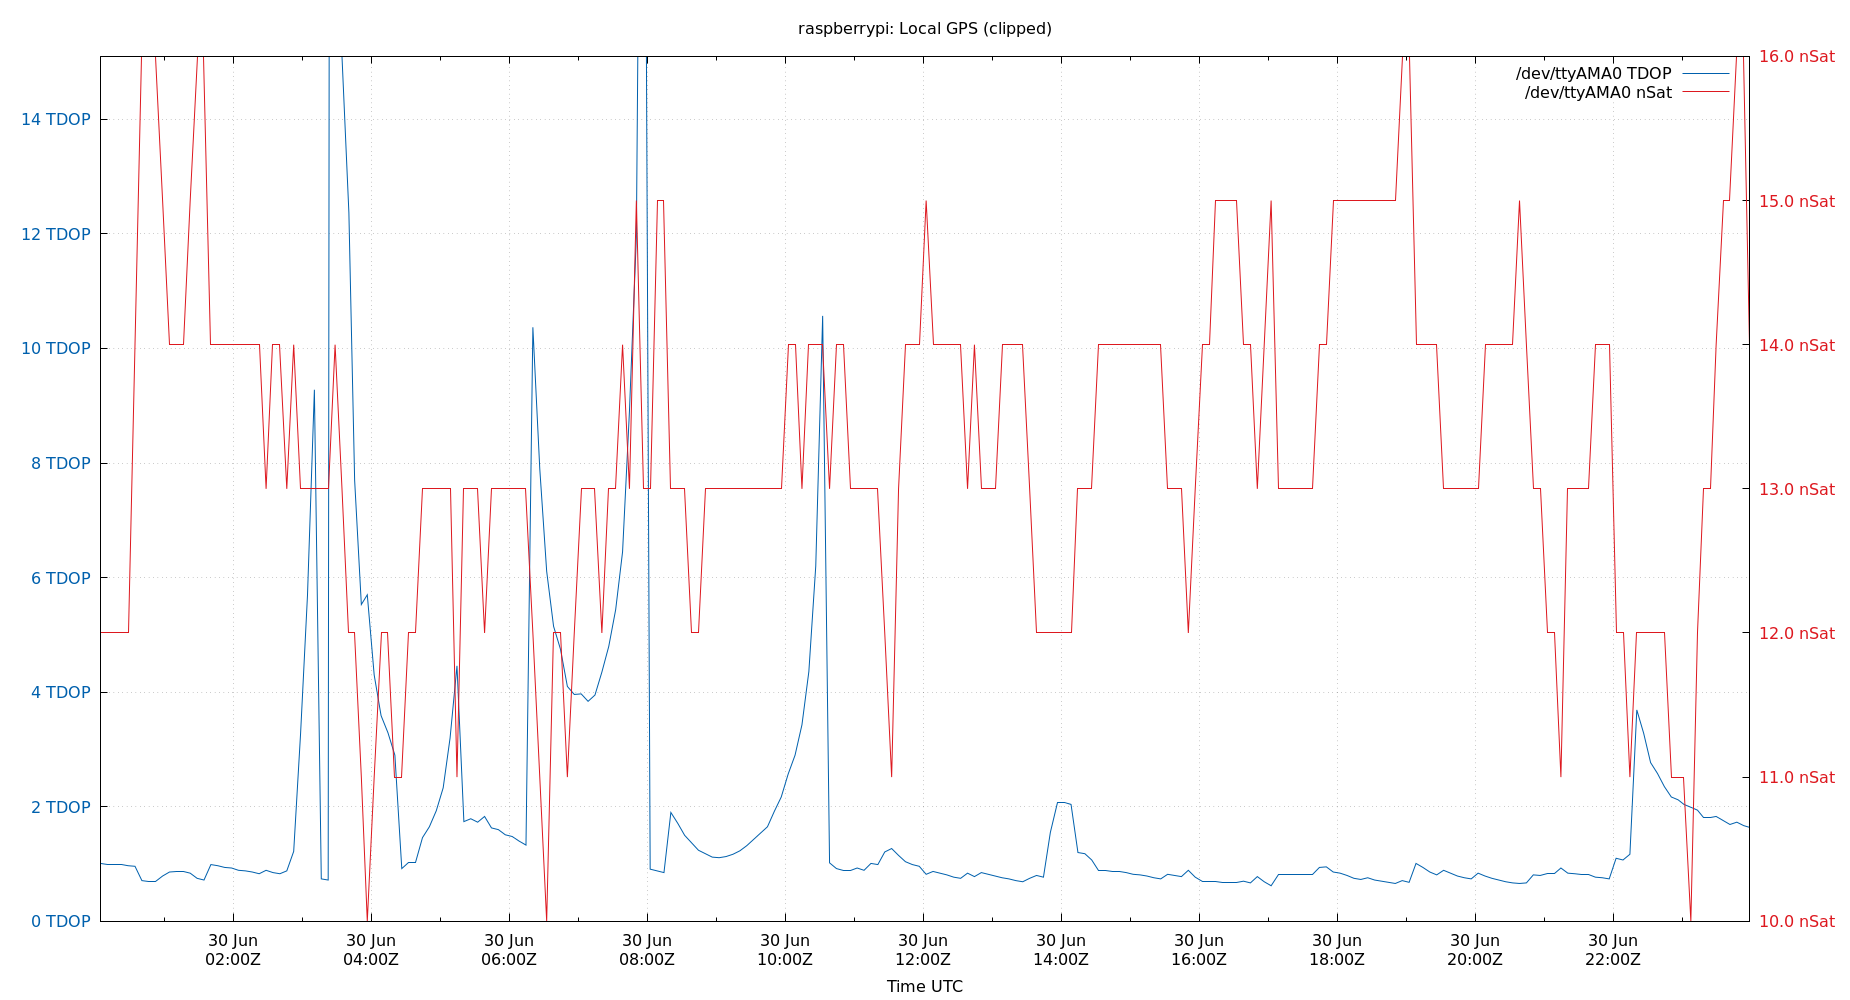 raspberrypi: Local GPS (clipped)
16.0 nSat
/dev/ttyAMA0 TDOP
/dev/ttyAMA0 nSat
14 TDOP
15.0 nSat
12 TDOP
10 TDOP
14.0 nSat
8 TDOP
13.0 nSat
6 TDOP
12.0 nSat
4 TDOP
11.0 nSat
2 TDOP
0 TDOP
10.0 nSat
30 Jun 30 Jun 30 Jun 30 Jun 30 Jun 30 Jun 30 Jun 30 Jun 30 Jun 30 Jun 30 Jun
02:00Z 04:00Z 06:00Z 08:00Z 10:00Z 12:00Z 14:00Z 16:00Z 18:00Z 20:00Z 22:00Z
Time UTC